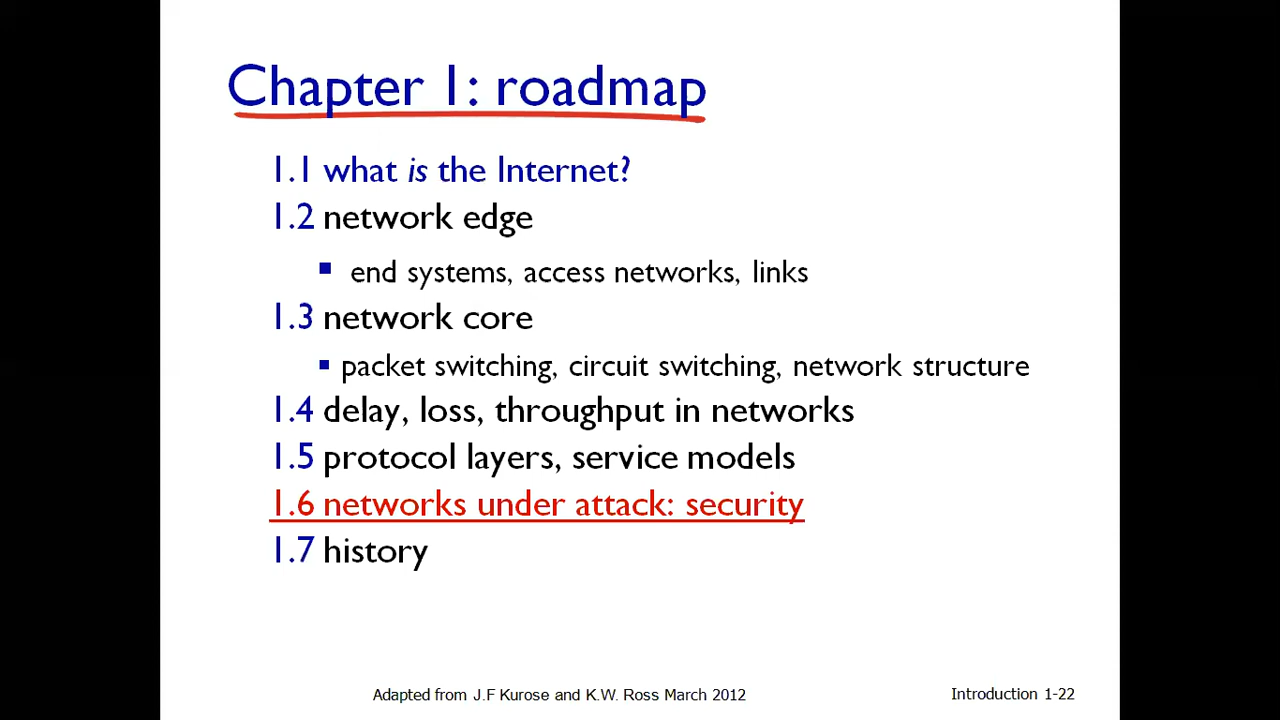 Chapter 1: roadmap
1.1 what is the Internet?
1.2 network edge
▪ end systems, access networks, links
1.3 network core
▪ packet switching, circuit switching, network structure
1.4 delay, loss, throughput in networks
1.5 protocol layers, service models
1.6 networks under attack: security
1.7 history
Adapted from J.F Kurose and K.W. Ross March 2012
Introduction 1-22